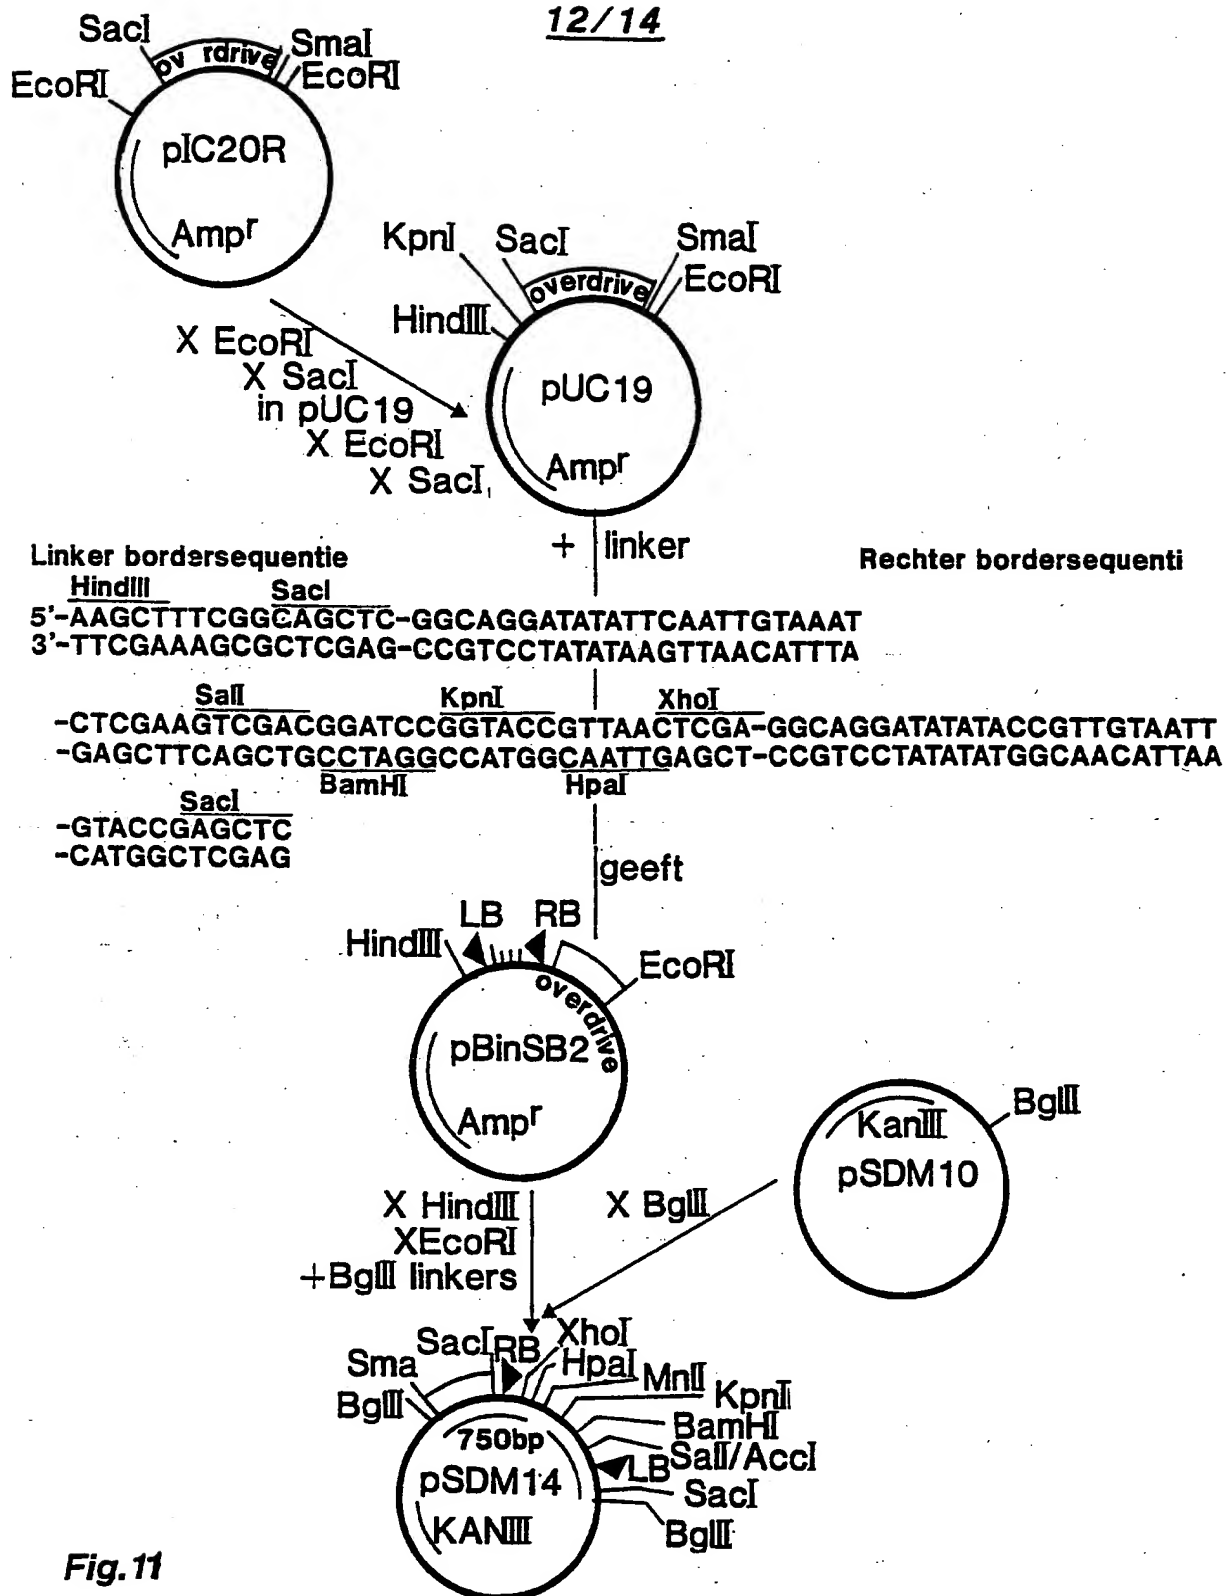 12/14
SacI
ov rdrive
SmaI
EcoRI
EcoRI
pIC20R
Ampr
KpnI
SacI
SmaI
overdrive
EcoRI
HindIII
X EcoRI
X SacI
in pUC19
X EcoRI
X SacI
pUC19
Ampr
+ linker
Linker bordersequentie
Rechter bordersequenti
HindIII SacI
5'-AAGCTTTCGGCAGCTC-GGCAGGATATATTCAATTGTAAAT
3'-TTCGAAAGCGCTCGAG-CCGTCCTATATAAGTTAACATTTA
SalI KpnI XhoI
-CTCGAAGTCGACGGATCCGGTACCGTTAACTCGA-GGCAGGATATATACCGTTGTAATT
-GAGCTTCAGCTGCCTAGGCCATGGCAATTGAGCT-CCGTCCTATATATGGCAACATTAA
BamHI HpaI
SacI
-GTACCGAGCTC
-CATGGCTCGAG
geeft
LB RB
HindIII
EcoRI
overdrive
pBinSB2
Ampr
KanIII
BglII
pSDM10
X HindIII
XEcoRI
+BglII linkers
X BglII
SacI
RB
XhoI
HpaI
MnlI
KpnI
BamHI
SalI/AccI
LB
SacI
BglII
Sma
BglII
750bp
pSDM14
KANIII
Fig.11